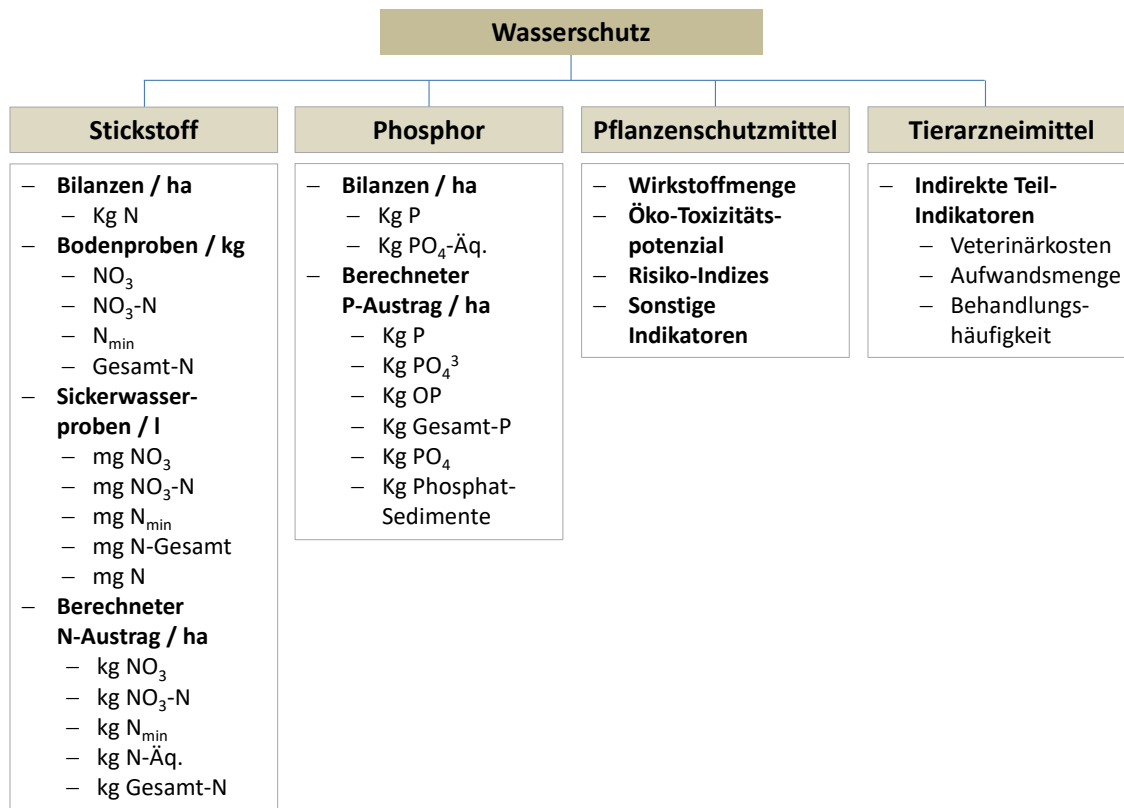 Wasserschutz
Stickstoff
– Bilanzen / ha
– Kg N
– Bodenproben / kg
– NO₃
– NO₃-N
– Nₘᵢₙ
– Gesamt-N
– Sickerwasser-
proben / l
– mg NO₃
– mg NO₃-N
– mg Nₘᵢₙ
– mg N-Gesamt
– mg N
– Berechneter
N-Austrag / ha
– kg NO₃
– kg NO₃-N
– kg Nₘᵢₙ
– kg N-Äq.
– kg Gesamt-N
Phosphor
– Bilanzen / ha
– Kg P
– Kg PO₄-Äq.
– Berechneter
P-Austrag / ha
– Kg P
– Kg PO₄³
– Kg OP
– Kg Gesamt-P
– Kg PO₄
– Kg Phosphat-
Sedimente
Pflanzenschutzmittel
– Wirkstoffmenge
– Öko-Toxizitäts-
potenzial
– Risiko-Indizes
– Sonstige
Indikatoren
Tierarzneimittel
– Indirekte Teil-
Indikatoren
– Veterinärkosten
– Aufwandsmenge
– Behandlungs-
häufigkeit